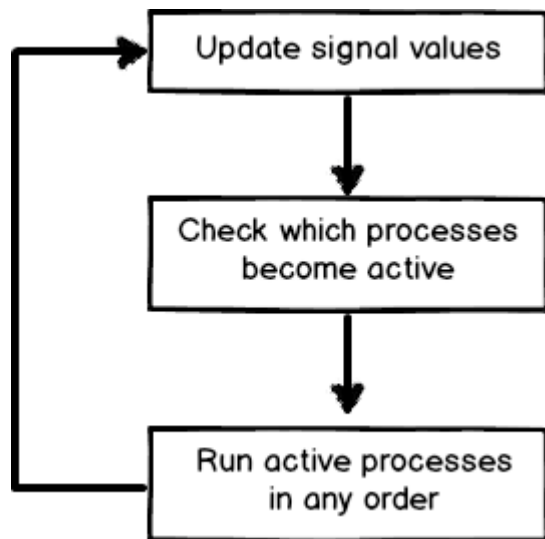 Update signal values
Check which processes
become active
Run active processes
in any order